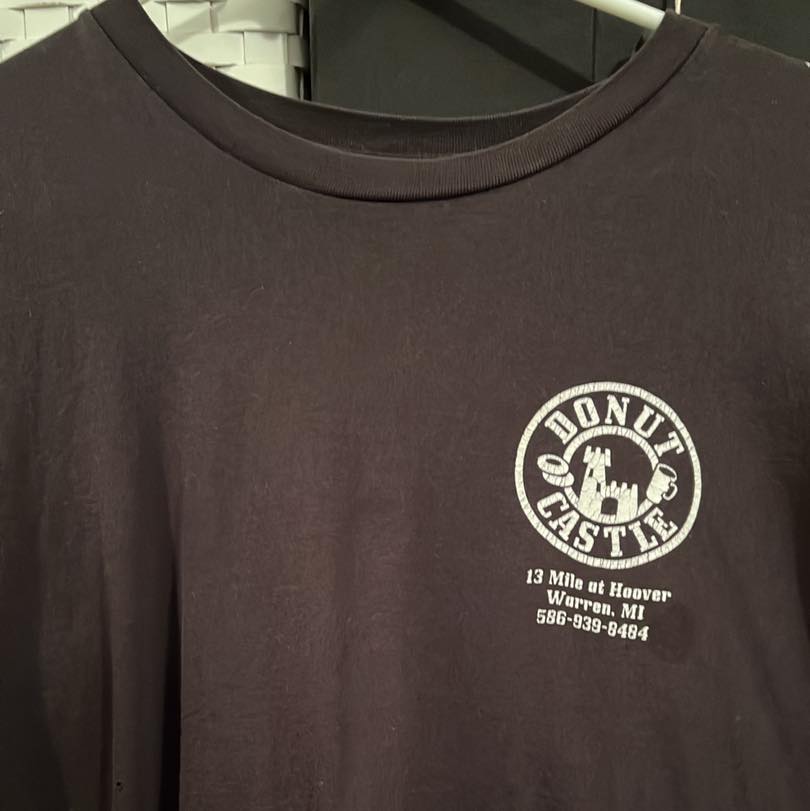 DONUT
CASTLE
13 Mile at Hoover
Warren, MI
586-939-8484